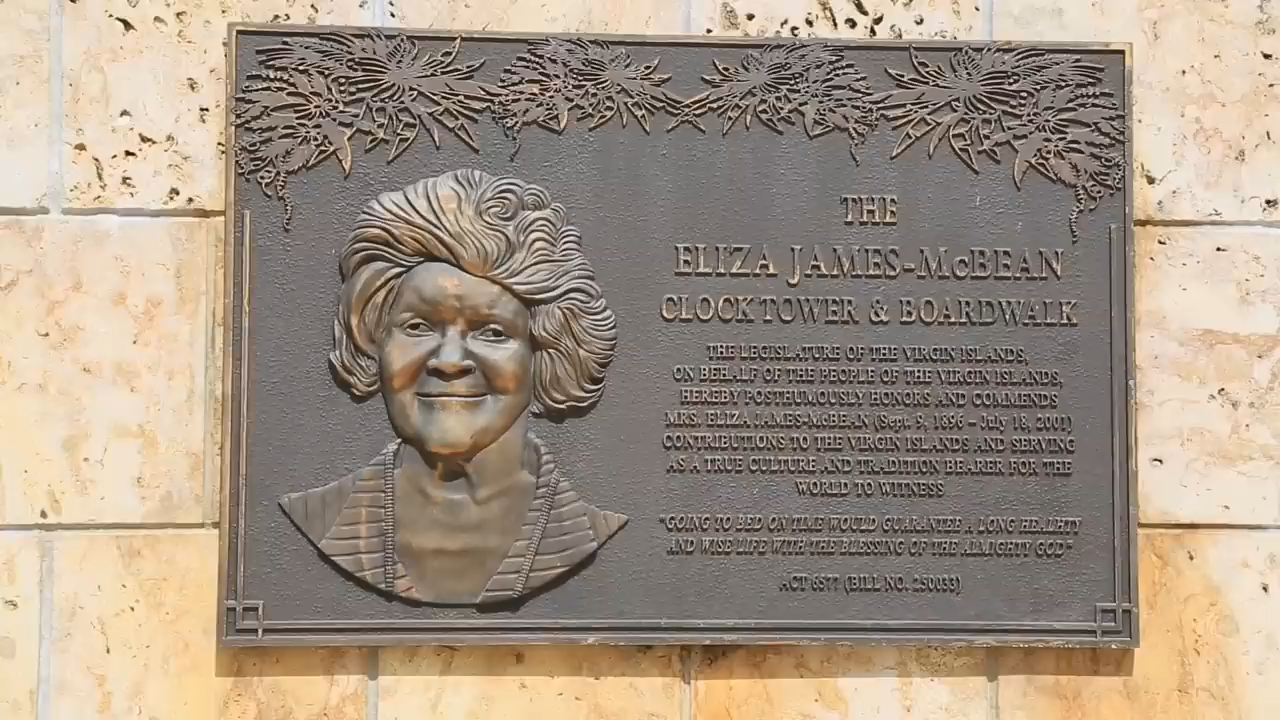 THE
ELIZA JAMES-McBEAN
CLOCKTOWER & BOARDWALK
THE LEGISLATURE OF THE VIRGIN ISLANDS,
ON BEHALF OF THE PEOPLE OF THE VIRGIN ISLANDS,
HEREBY POSTHUMOUSLY HONORS AND COMMENDS
MRS. ELIZA JAMES-McBEAN (Sept. 9, 1896 – July 18, 2001)
CONTRIBUTIONS TO THE VIRGIN ISLANDS AND SERVING
AS A TRUE CULTURE AND TRADITION BEARER FOR THE
WORLD TO WITNESS
"GOING TO BED ON TIME WOULD GUARANTEE A LONG HEALTHY
AND WISE LIFE WITH THE BLESSING OF THE ALMIGHTY GOD"
ACT 6577 (BILL NO. 250033)